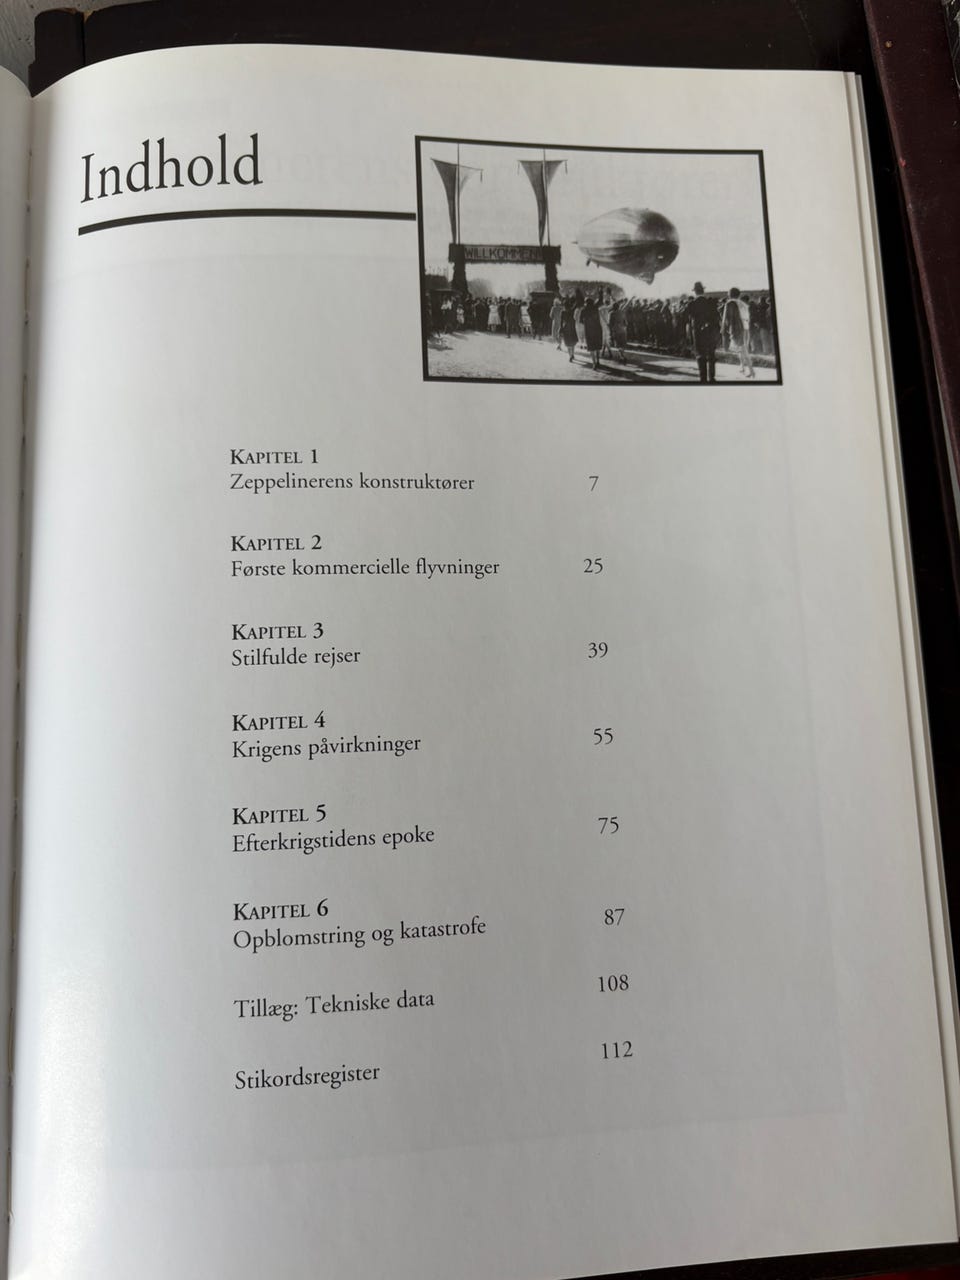 Indhold
WILLKOMMEN
KAPITEL 1
Zeppelinerens konstruktører 7
KAPITEL 2
Første kommercielle flyvninger 25
KAPITEL 3
Stilfulde rejser 39
KAPITEL 4
Krigens påvirkninger 55
KAPITEL 5
Efterkrigstidens epoke 75
KAPITEL 6
Opblomstring og katastrofe 87
Tillæg: Tekniske data 108
Stikordsregister 112